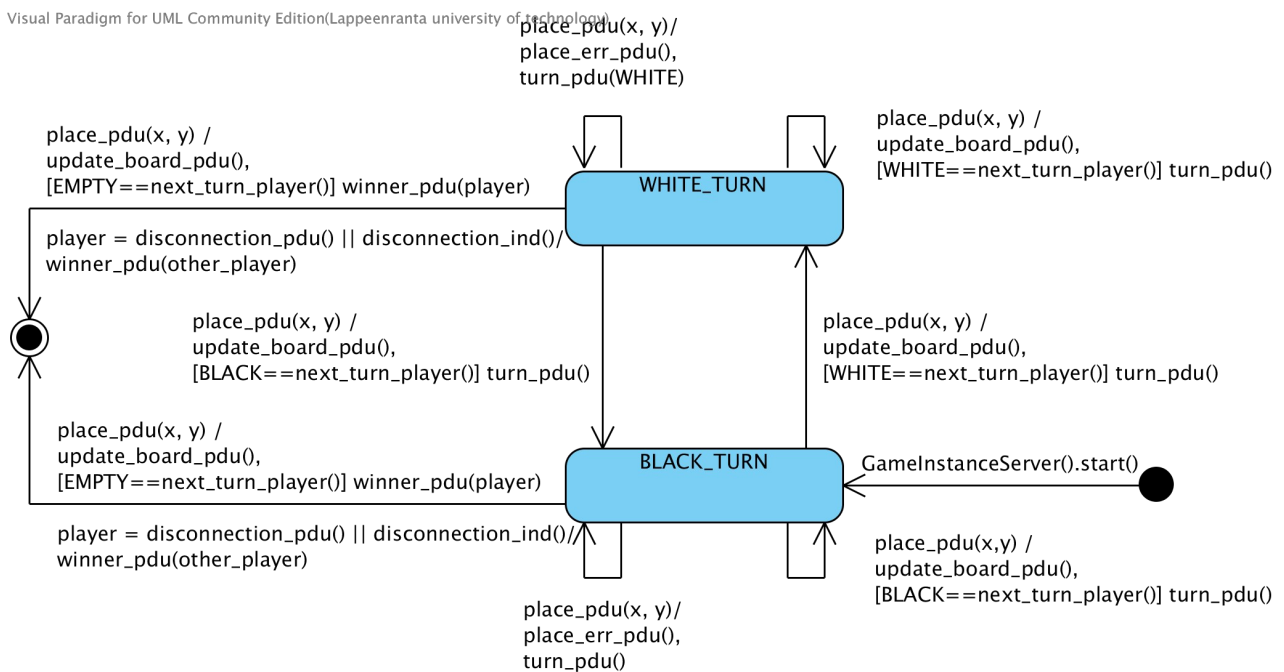 Visual Paradigm for UML Community Edition(Lappeenranta university of technology)
place_pdu(x, y)/
place_err_pdu(),
turn_pdu(WHITE)
place_pdu(x, y) /
update_board_pdu(),
[EMPTY==next_turn_player()] winner_pdu(player)
place_pdu(x, y) /
update_board_pdu(),
[WHITE==next_turn_player()] turn_pdu()
WHITE_TURN
player = disconnection_pdu() || disconnection_ind()/
winner_pdu(other_player)
place_pdu(x, y) /
update_board_pdu(),
[BLACK==next_turn_player()] turn_pdu()
place_pdu(x, y) /
update_board_pdu(),
[WHITE==next_turn_player()] turn_pdu()
place_pdu(x, y) /
update_board_pdu(),
[EMPTY==next_turn_player()] winner_pdu(player)
BLACK_TURN
GameInstanceServer().start()
player = disconnection_pdu() || disconnection_ind()/
winner_pdu(other_player)
place_pdu(x,y) /
update_board_pdu(),
[BLACK==next_turn_player()] turn_pdu()
place_pdu(x, y)/
place_err_pdu(),
turn_pdu()